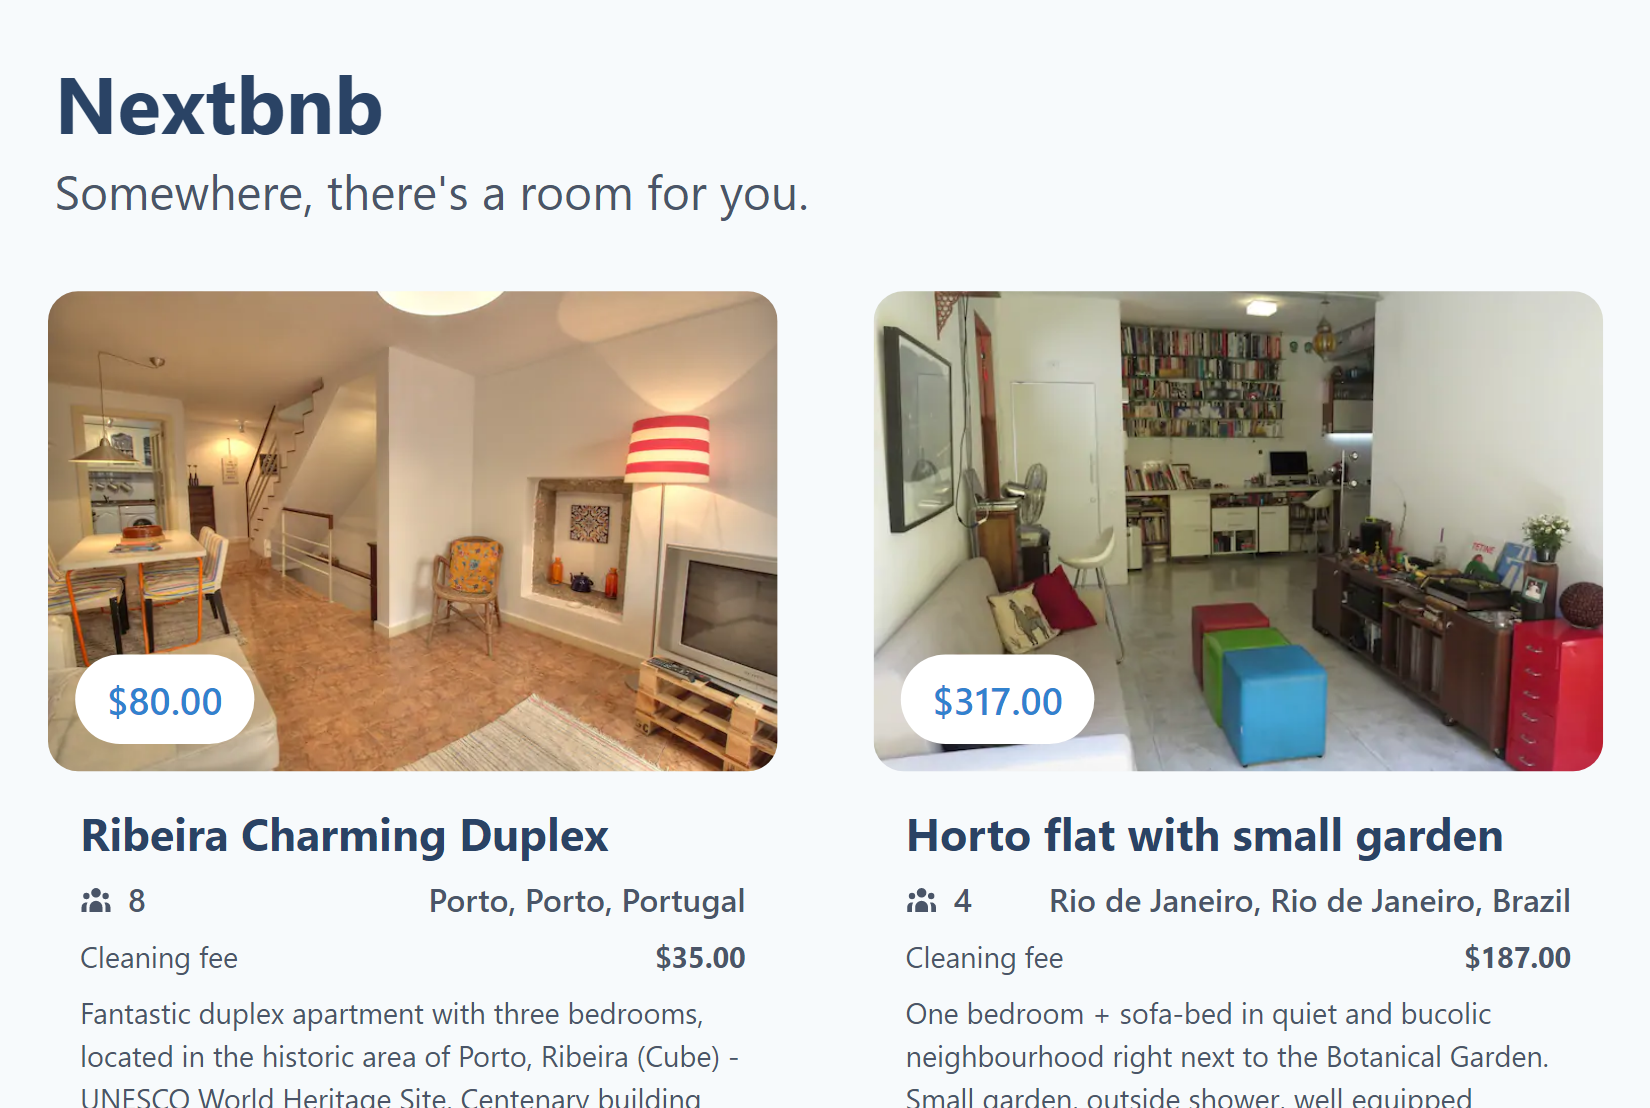 Nextbnb
Somewhere, there's a room for you.
$80.00
Ribeira Charming Duplex
8
Porto, Porto, Portugal
Cleaning fee
$35.00
Fantastic duplex apartment with three bedrooms,
located in the historic area of Porto, Ribeira (Cube) -
UNESCO World Heritage Site. Centenary building
$317.00
Horto flat with small garden
4
Rio de Janeiro, Rio de Janeiro, Brazil
Cleaning fee
$187.00
One bedroom + sofa-bed in quiet and bucolic
neighbourhood right next to the Botanical Garden.
Small garden, outside shower, well equipped